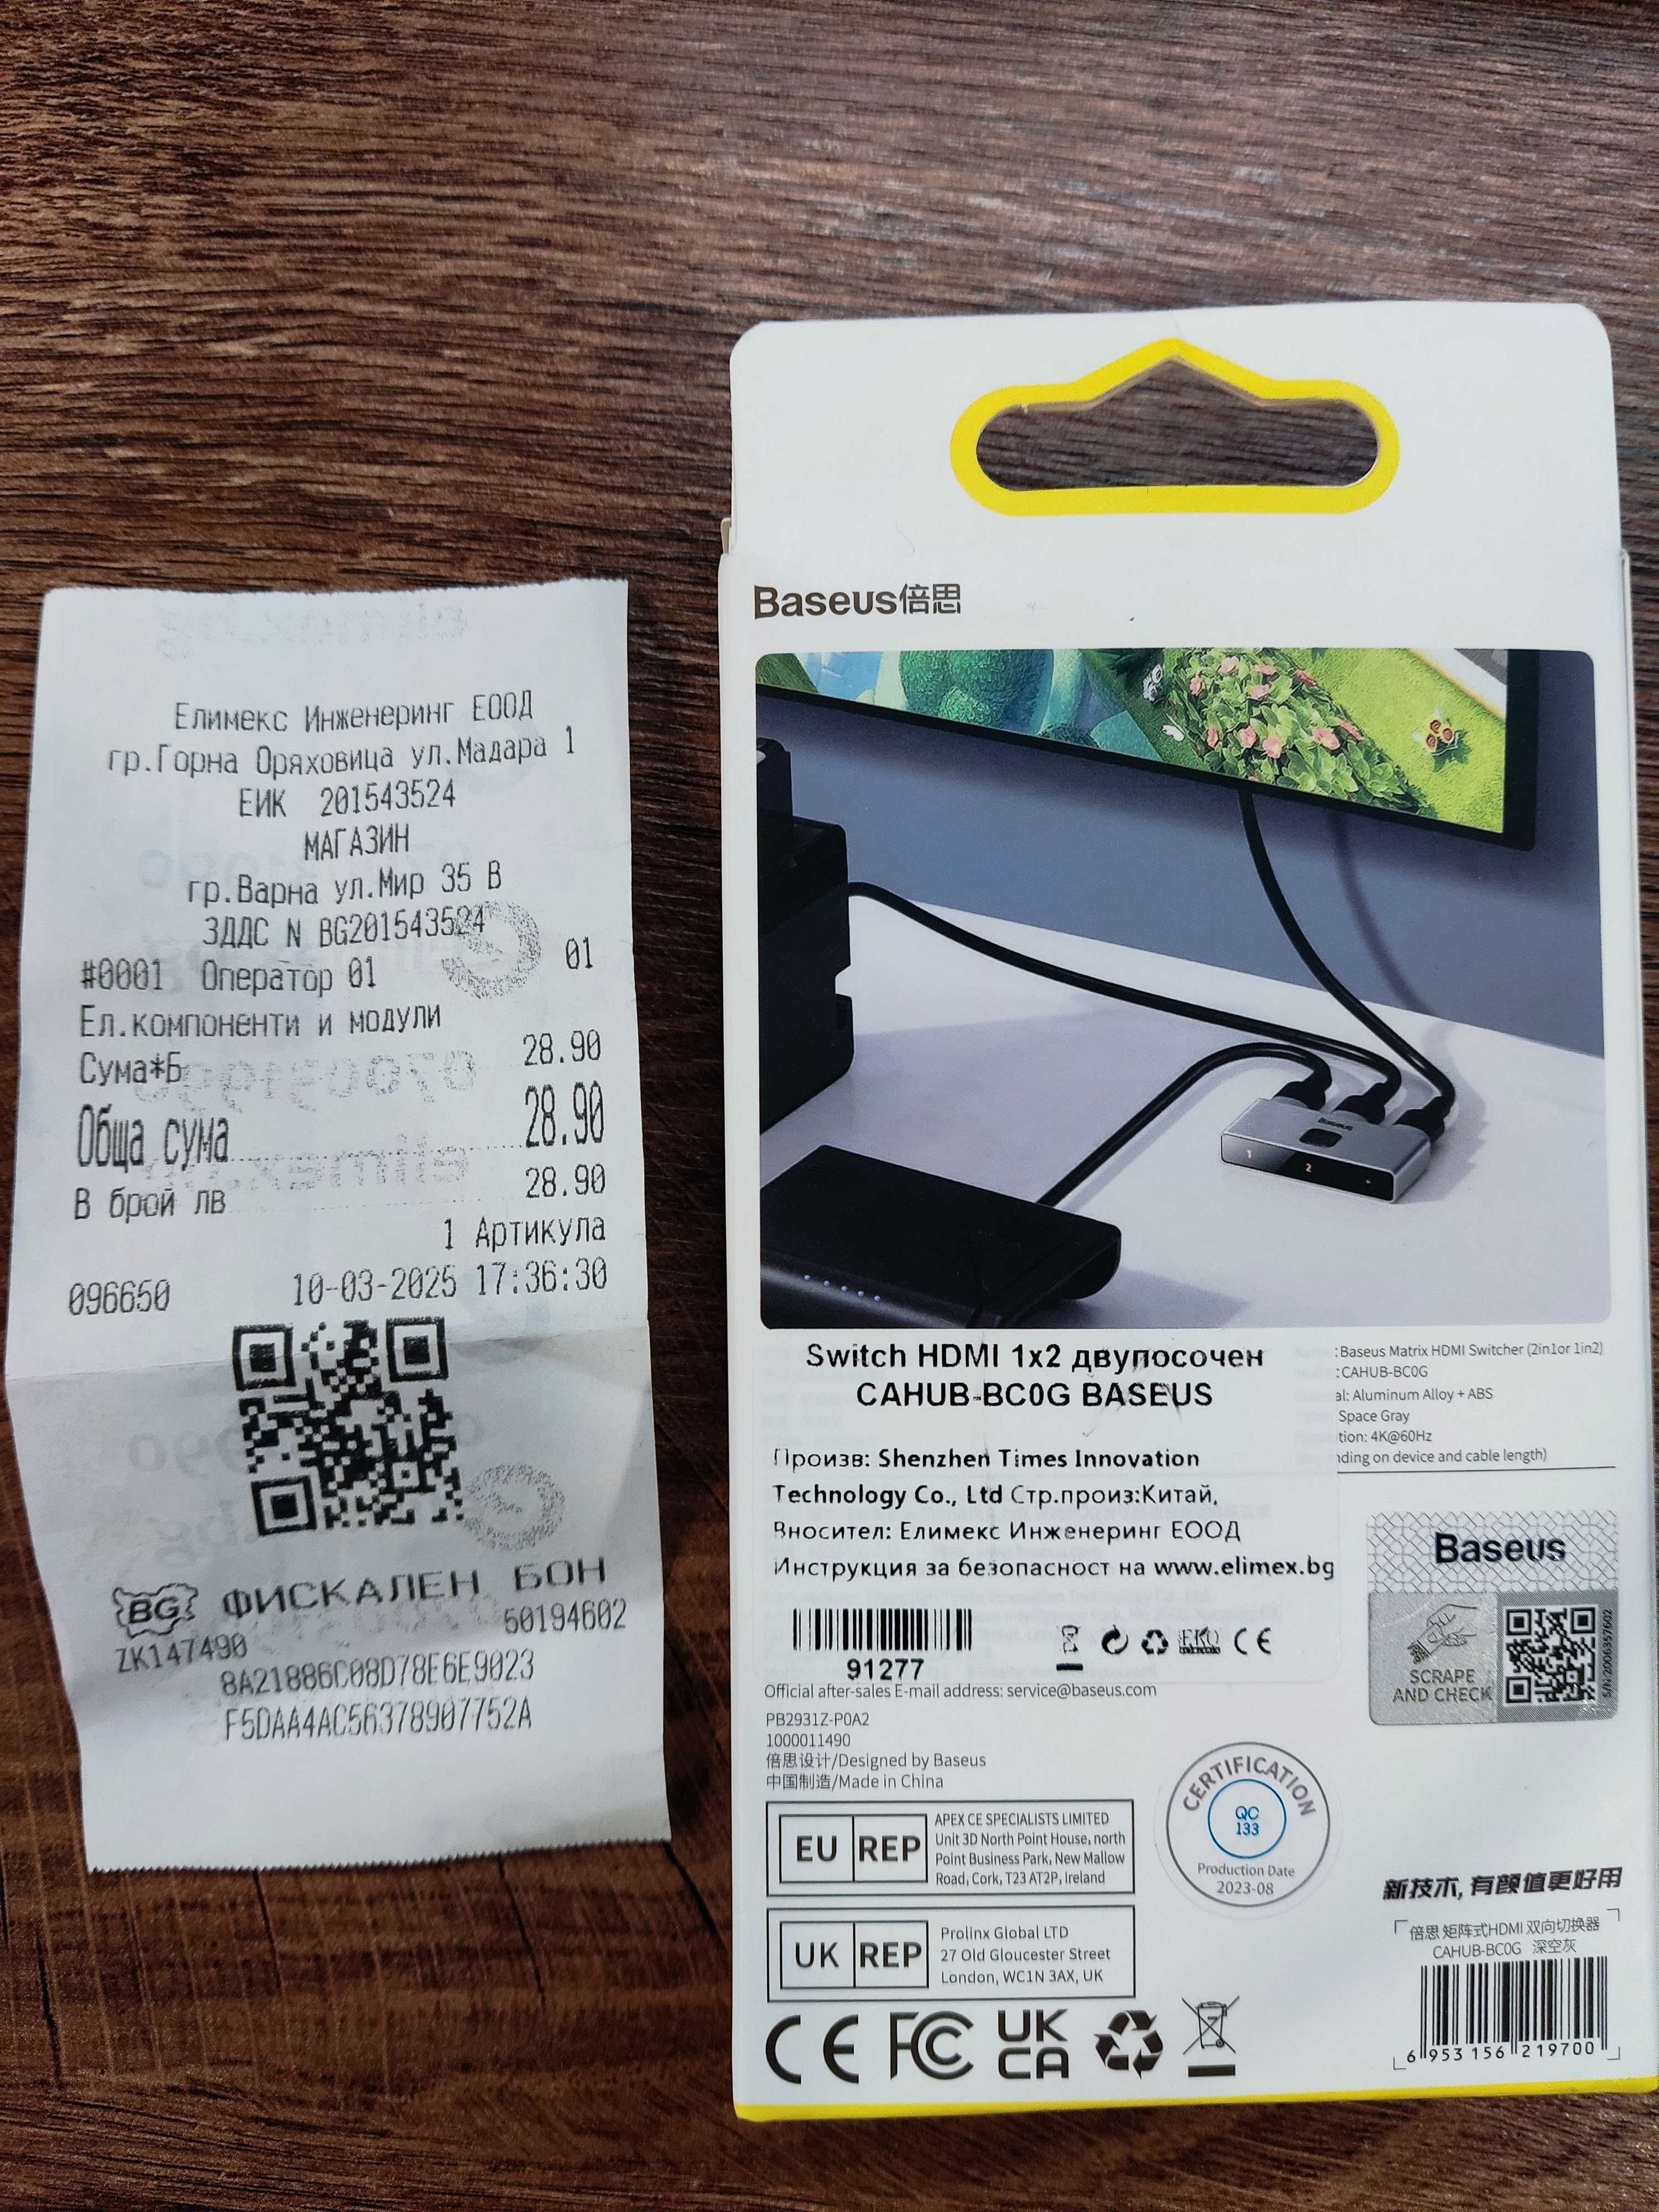 Елимекс Инженеринг ЕООД
гр.Горна Оряховица ул.Мадара 1
ЕИК 201543524
МАГАЗИН
гр.Варна ул.Мир 35 В
ЗДДС N BG201543524
#0001 Оператор 01 01
Ел.компоненти и модули
Сума*Б 28.90
Обща сума 28.90
В брой лв 28.90
1 Артикула
096650 10-03-2025 17:36:30
BG ФИСКАЛЕН БОН
ZK147490 50194602
8A21886C08D78E6E9023
F5DAA4AC56378907752A
Baseus倍思
Baseus
1 2
Switch HDMI 1x2 двупосочен
CAHUB-BC0G BASEUS
Произв: Shenzhen Times Innovation
Technology Co., Ltd Стр.произ:Китай,
Вносител: Елимекс Инженеринг ЕООД
Инструкция за безопасност на www.elimex.bg
91277
CE
: Baseus Matrix HDMI Switcher (2in1or 1in2)
: CAHUB-BC0G
al: Aluminum Alloy + ABS
Space Gray
tion: 4K@60Hz
nding on device and cable length)
Baseus
SCRAPE
AND CHECK
S/N:2006357602
Official after-sales E-mail address: service@baseus.com
PB2931Z-P0A2
1000011490
倍思设计/Designed by Baseus
中国制造/Made in China
EU REP
APEX CE SPECIALISTS LIMITED
Unit 3D North Point House, north
Point Business Park, New Mallow
Road, Cork, T23 AT2P, Ireland
UK REP
Prolinx Global LTD
27 Old Gloucester Street
London, WC1N 3AX, UK
CERTIFICATION
QC
133
Production Date
2023-08
新技术, 有颜值更好用
倍思 矩阵式HDMI 双向切换器
CAHUB-BC0G 深空灰
6 953156 219700
CE FC UK
CA